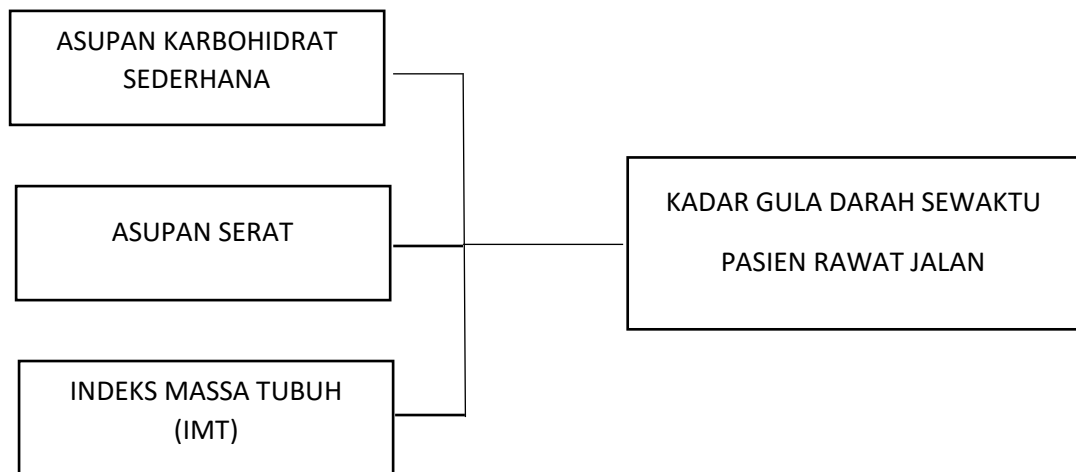 ASUPAN KARBOHIDRAT
SEDERHANA
ASUPAN SERAT
INDEKS MASSA TUBUH
(IMT)
KADAR GULA DARAH SEWAKTU
PASIEN RAWAT JALAN